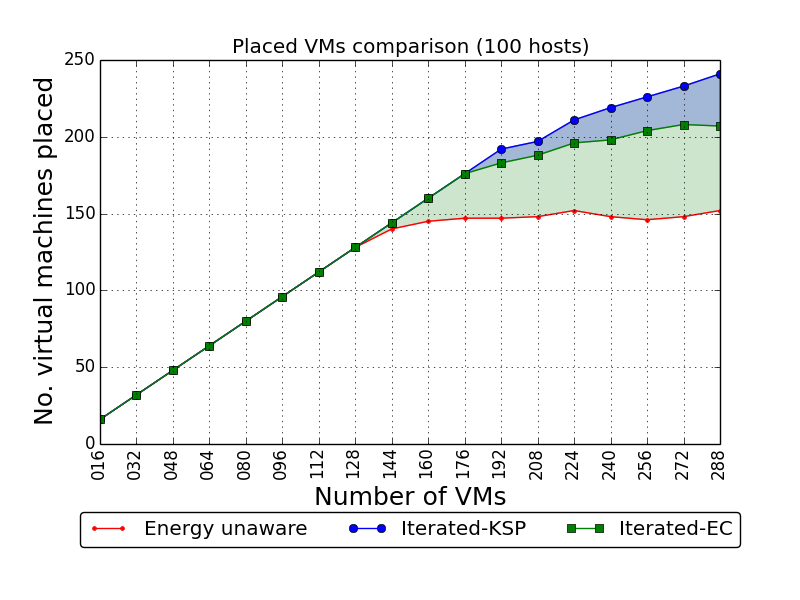 Placed VMs comparison (100 hosts)
No. virtual machines placed
250
200
150
100
50
0
016 032 048 064 080 096 112 128 144 160 176 192 208 224 240 256 272 288
Number of VMs
Energy unaware Iterated-KSP Iterated-EC